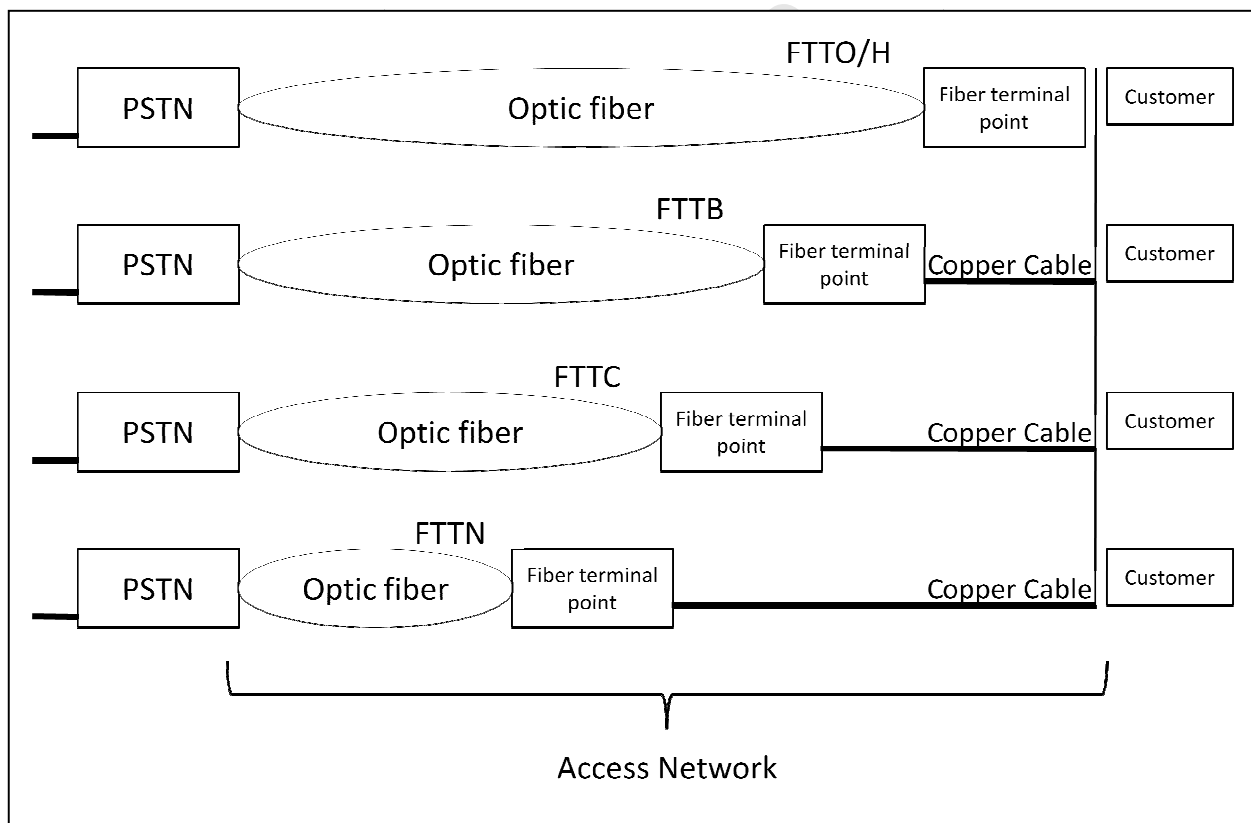 FTTO/H
PSTN
Optic fiber
Fiber terminal
point
Customer
FTTB
PSTN
Optic fiber
Fiber terminal
point
Copper Cable
Customer
FTTC
PSTN
Optic fiber
Fiber terminal
point
Copper Cable
Customer
FTTN
PSTN
Optic fiber
Fiber terminal
point
Copper Cable
Customer
Access Network